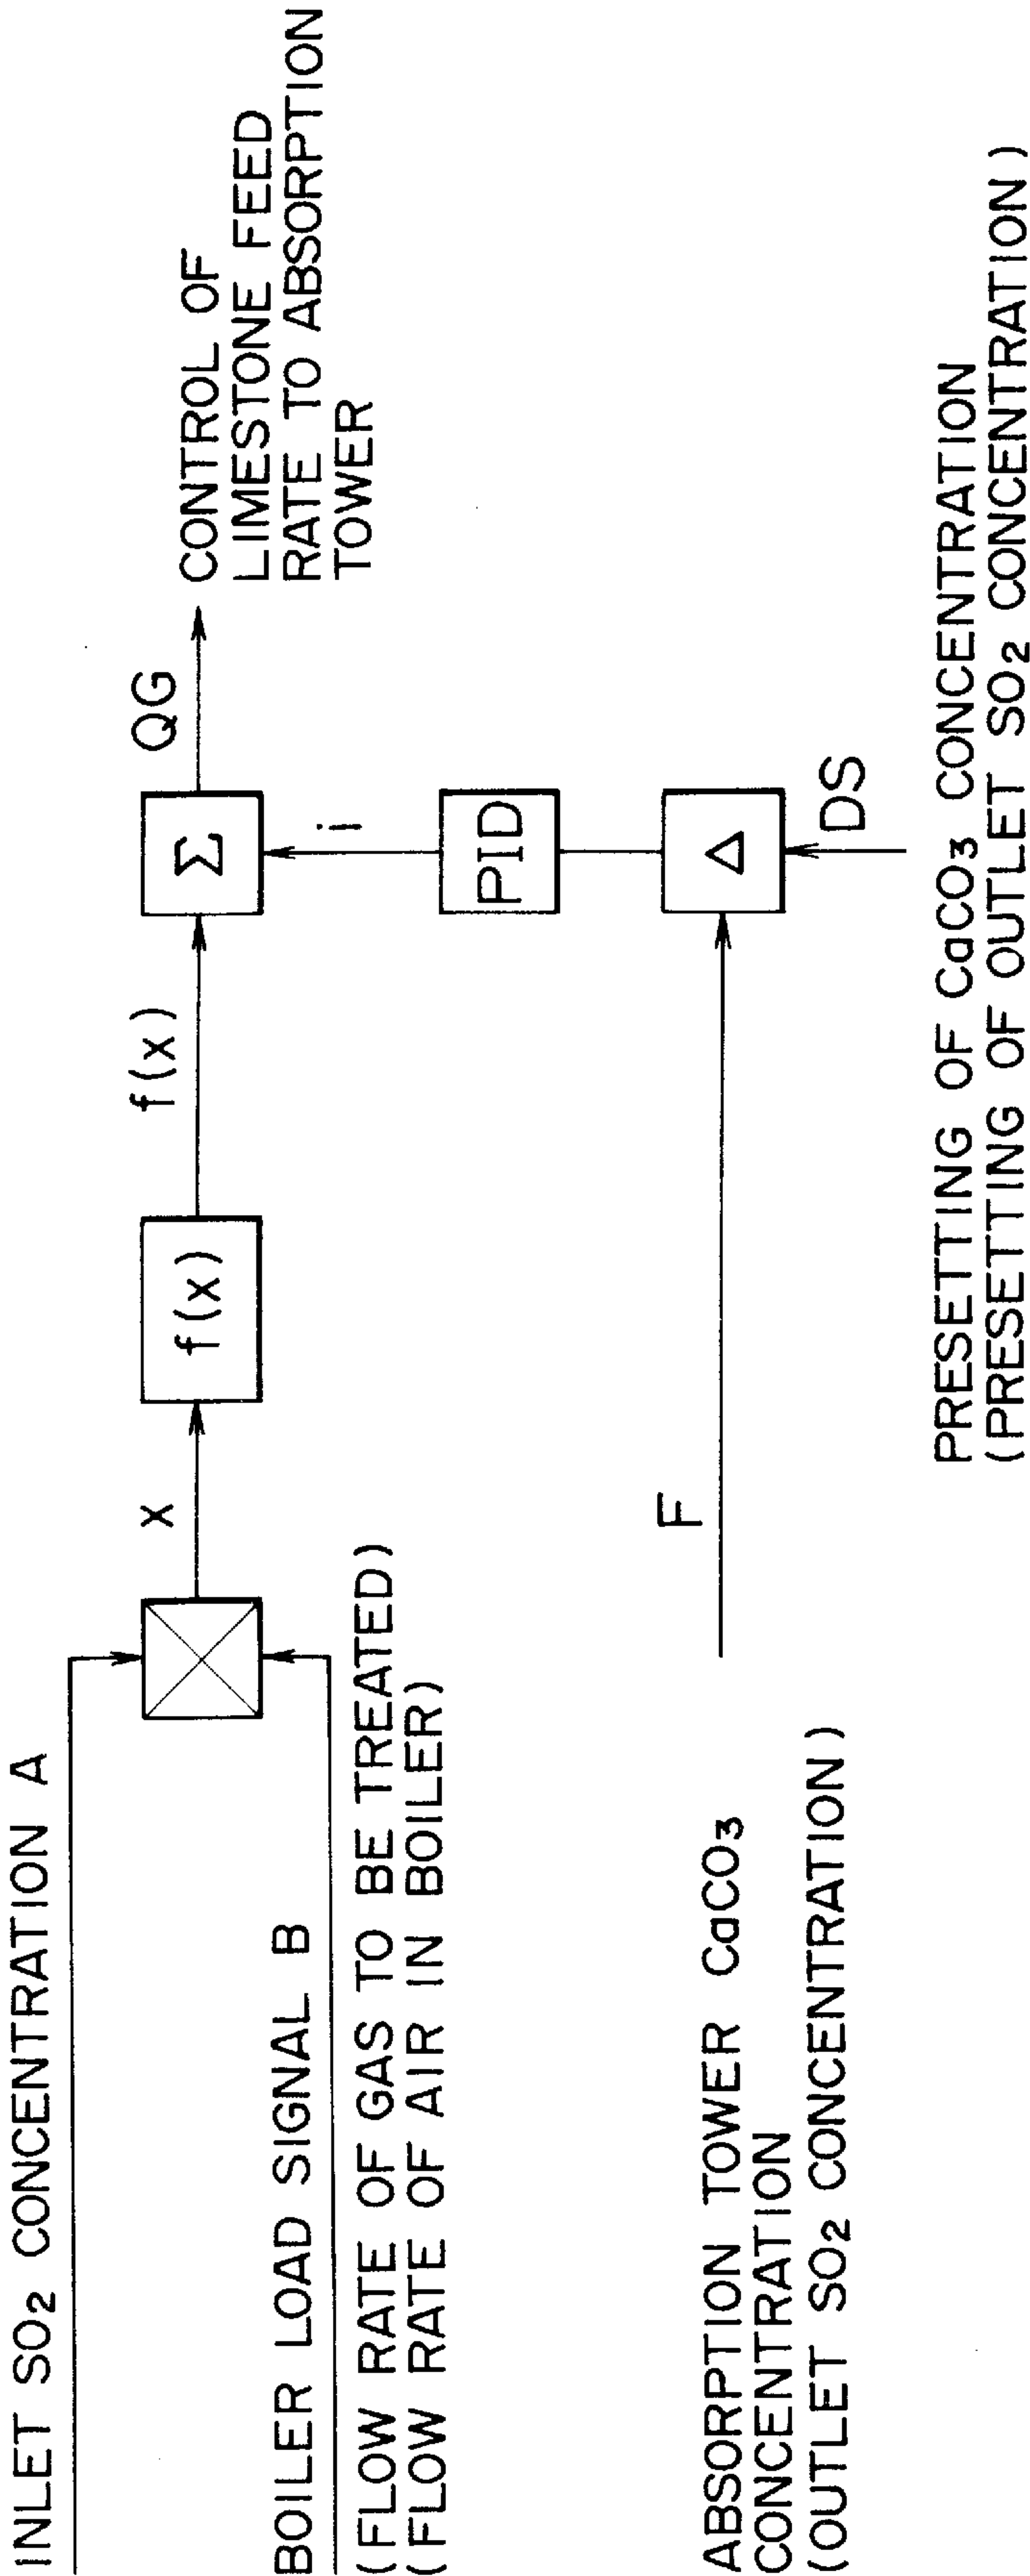 INLET SO2 CONCENTRATION A
BOILER LOAD SIGNAL B
(FLOW RATE OF GAS TO BE TREATED)
(FLOW RATE OF AIR IN BOILER)
X
f(x)
f(x)
Σ
QG
CONTROL OF
LIMESTONE FEED
RATE TO ABSORPTION
TOWER
i
PID
Δ
F
DS
ABSORPTION TOWER CaCO3
CONCENTRATION
(OUTLET SO2 CONCENTRATION)
PRESETTING OF CaCO3 CONCENTRATION
(PRESETTING OF OUTLET SO2 CONCENTRATION)